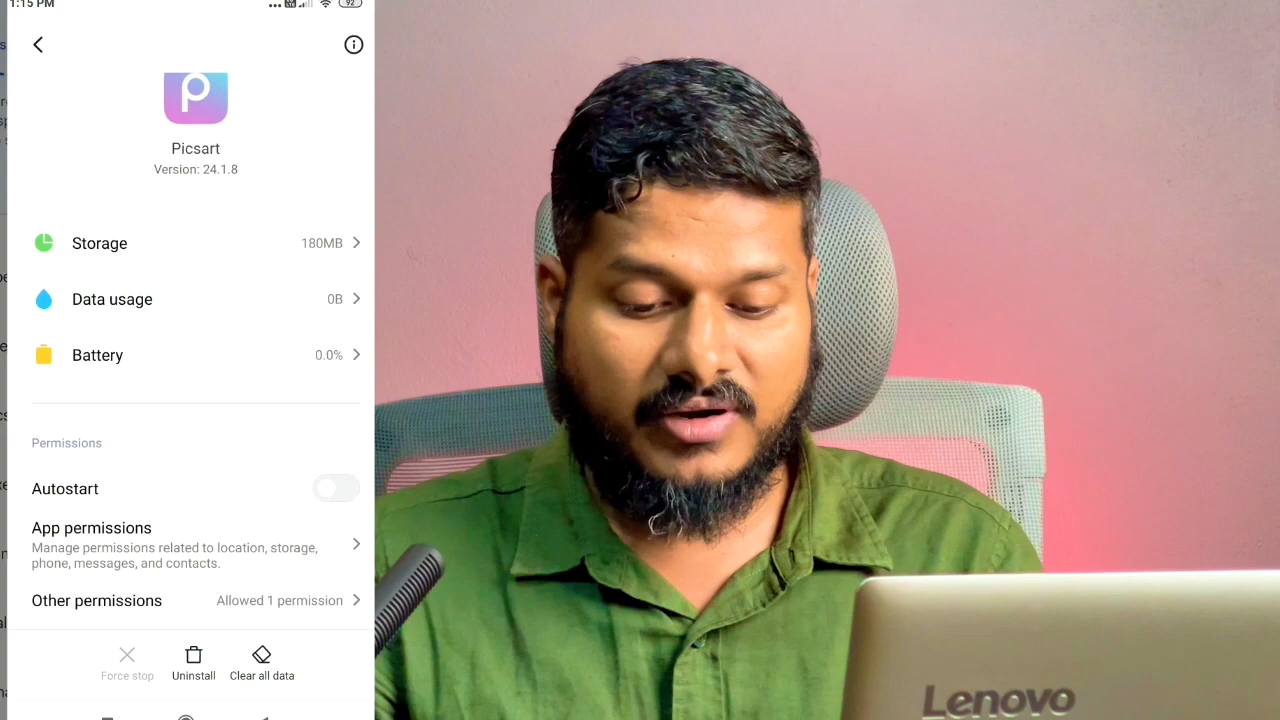 1:15 PM
92
Picsart
Version: 24.1.8
Storage 180MB
Data usage 0B
Battery 0.0%
Permissions
Autostart
App permissions
Manage permissions related to location, storage,
phone, messages, and contacts.
Other permissions Allowed 1 permission
Force stop Uninstall Clear all data
Lenovo